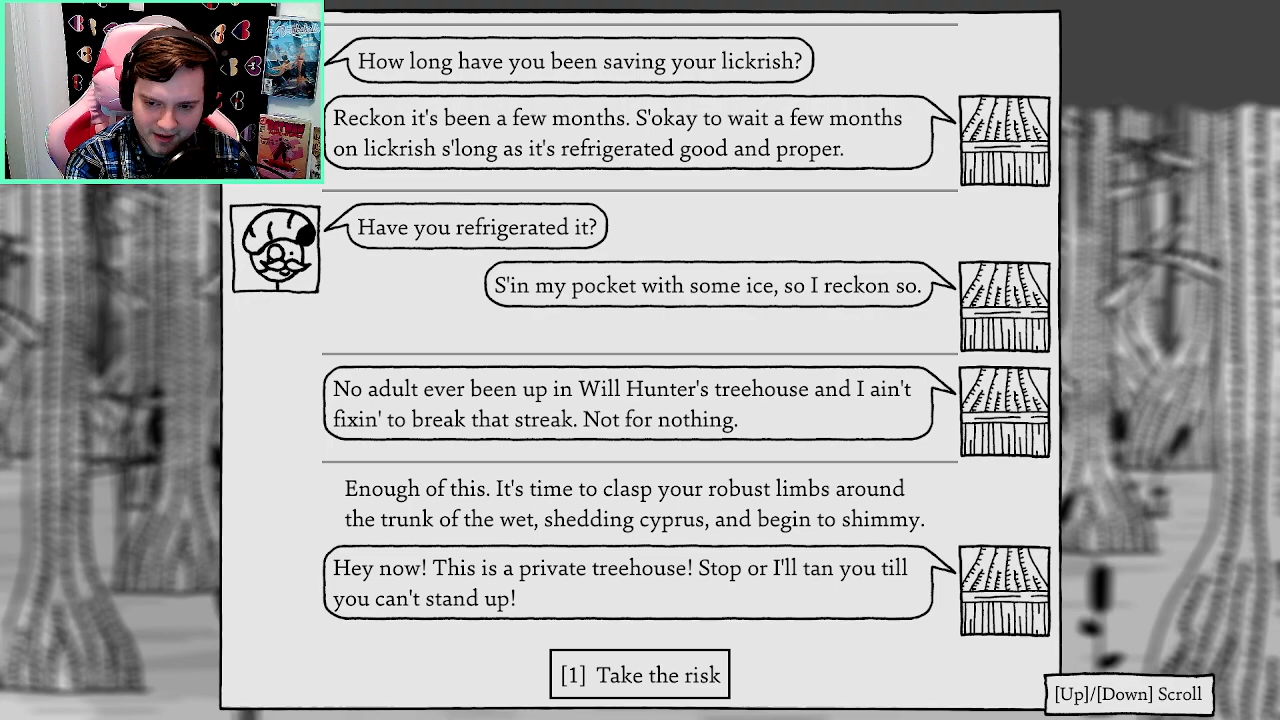 How long have you been saving your lickrish?
Reckon it's been a few months. S'okay to wait a few months
on lickrish s'long as it's refrigerated good and proper.
Have you refrigerated it?
S'in my pocket with some ice, so I reckon so.
No adult ever been up in Will Hunter's treehouse and I ain't
fixin' to break that streak. Not for nothing.
Enough of this. It's time to clasp your robust limbs around
the trunk of the wet, shedding cyprus, and begin to shimmy.
Hey now! This is a private treehouse! Stop or I'll tan you till
you can't stand up!
[1] Take the risk
[Up]/[Down] Scroll